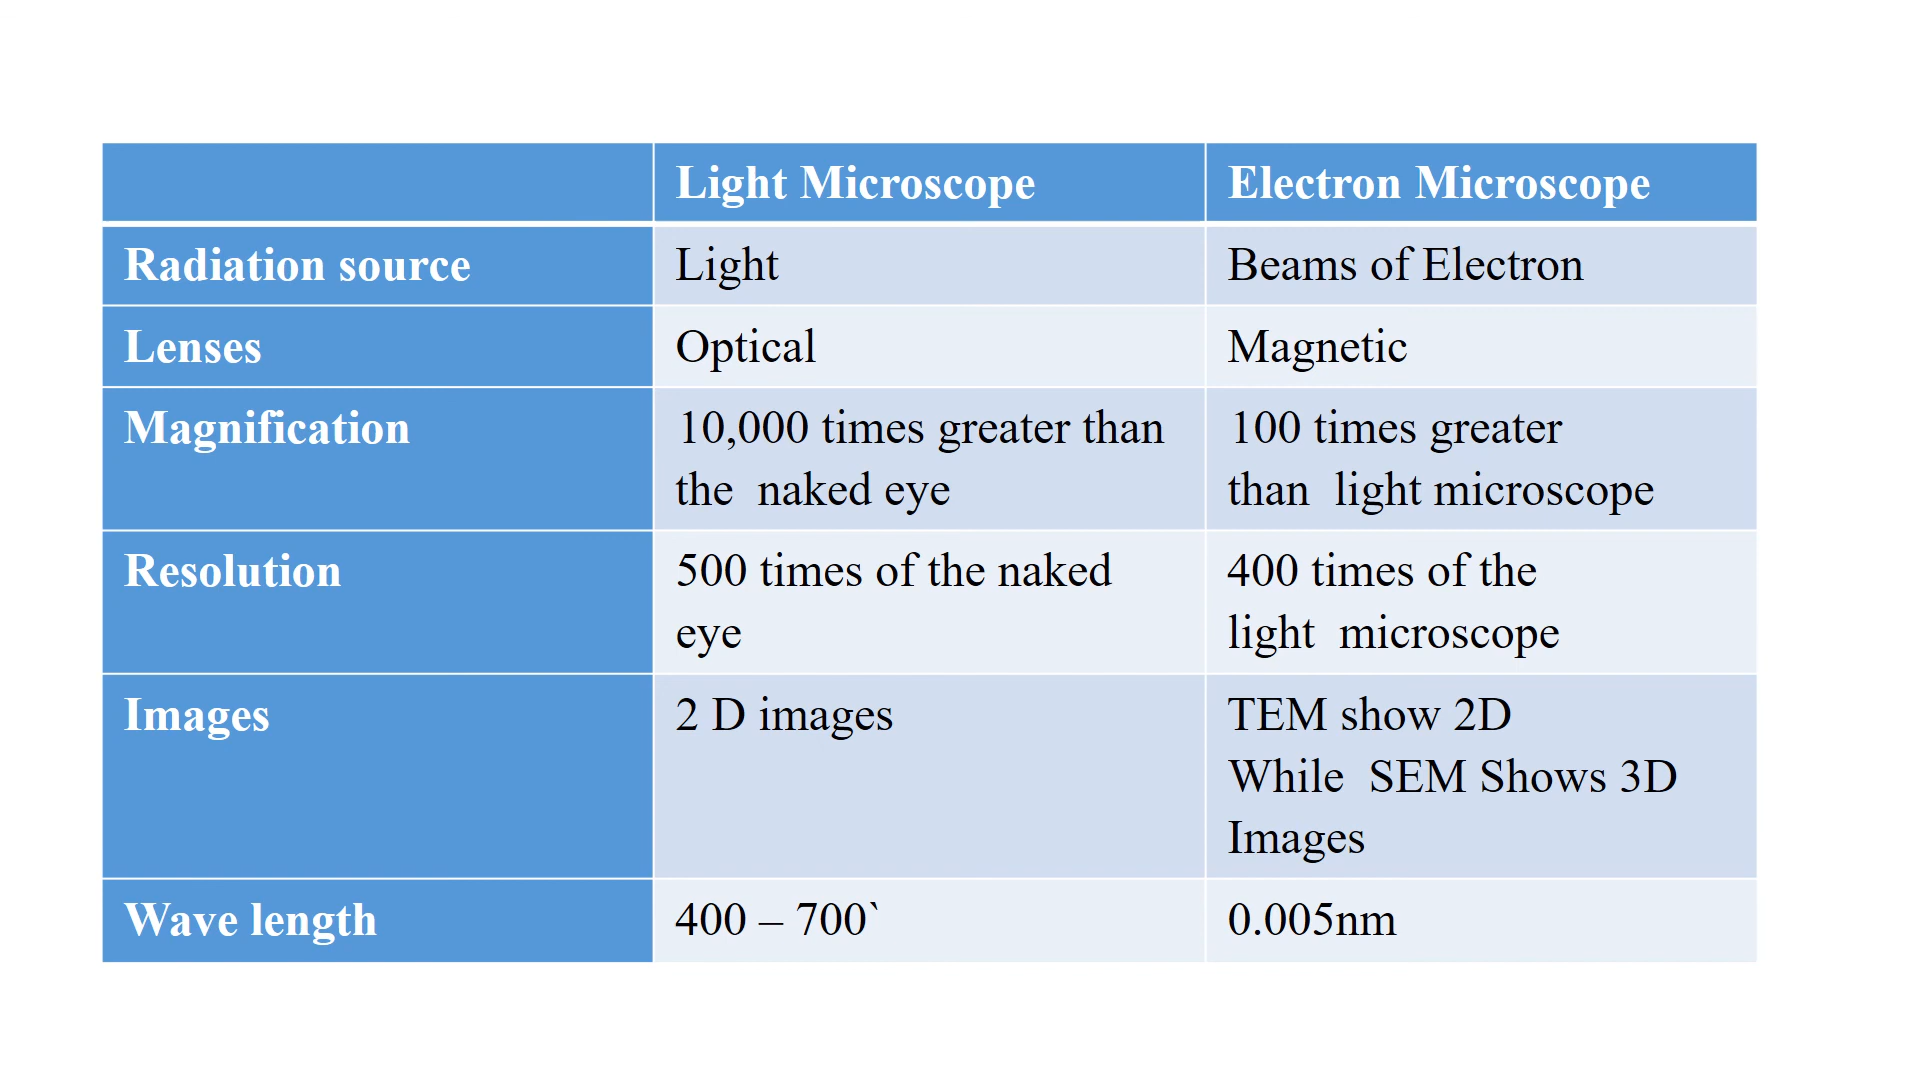 Light Microscope Electron Microscope
Radiation source Light Beams of Electron
Lenses Optical Magnetic
Magnification 10,000 times greater than the  naked eye 100 times greater than  light microscope
Resolution 500 times of the naked eye 400 times of the light  microscope
Images 2 D images TEM show 2D While  SEM Shows 3D Images
Wave length 400 – 700` 0.005nm